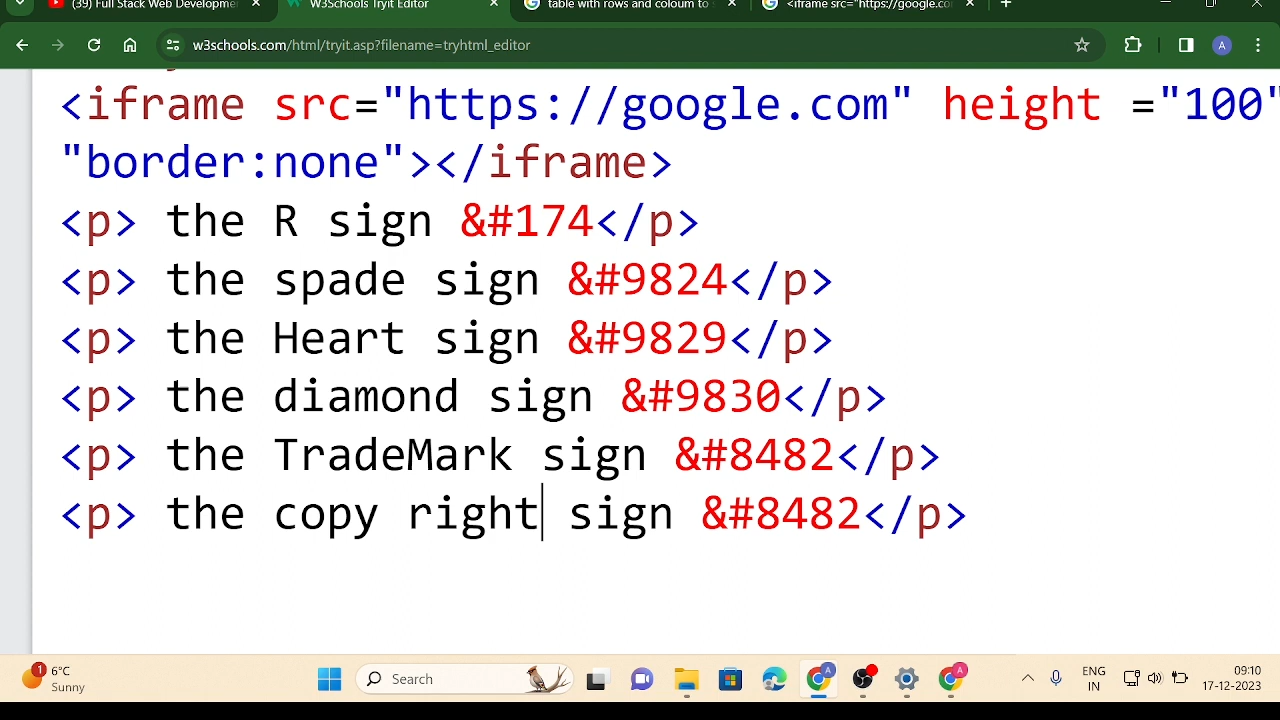 (39) Full Stack Web Developme
W3Schools Tryit Editor
table with rows and coloum to
<iframe src="https://google.co
w3schools.com/html/tryit.asp?filename=tryhtml_editor
A
<iframe src="https://google.com" height ="100"
"border:none"></iframe>
<p> the R sign &#174</p>
<p> the spade sign &#9824</p>
<p> the Heart sign &#9829</p>
<p> the diamond sign &#9830</p>
<p> the TradeMark sign &#8482</p>
<p> the copy right sign &#8482</p>
1
6°C
Sunny
Search
A
A
ENG
IN
09:10
17-12-2023